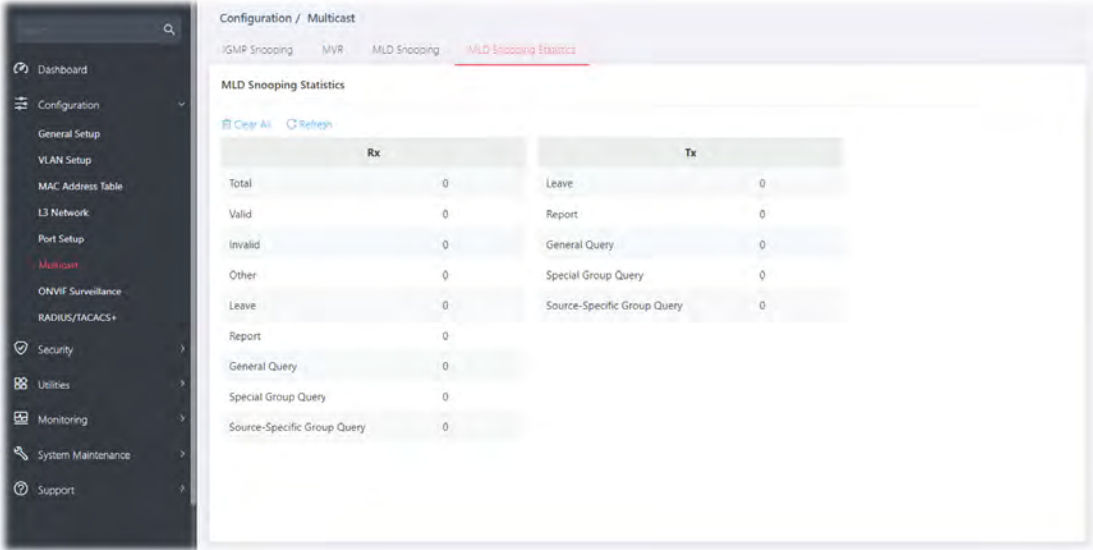 Configuration / Multicast
IGMP Snooping MVR MLD Snooping MLD Snooping Statistics
Dashboard
Configuration
General Setup
VLAN Setup
MAC Address Table
L3 Network
Port Setup
Multicast
ONVIF Surveillance
RADIUS/TACACS+
Security
Utilities
Monitoring
System Maintenance
Support
MLD Snooping Statistics
Clear All Refresh
Rx
Total 0
Valid 0
Invalid 0
Other 0
Leave 0
Report 0
General Query 0
Special Group Query 0
Source-Specific Group Query 0
Tx
Leave 0
Report 0
General Query 0
Special Group Query 0
Source-Specific Group Query 0